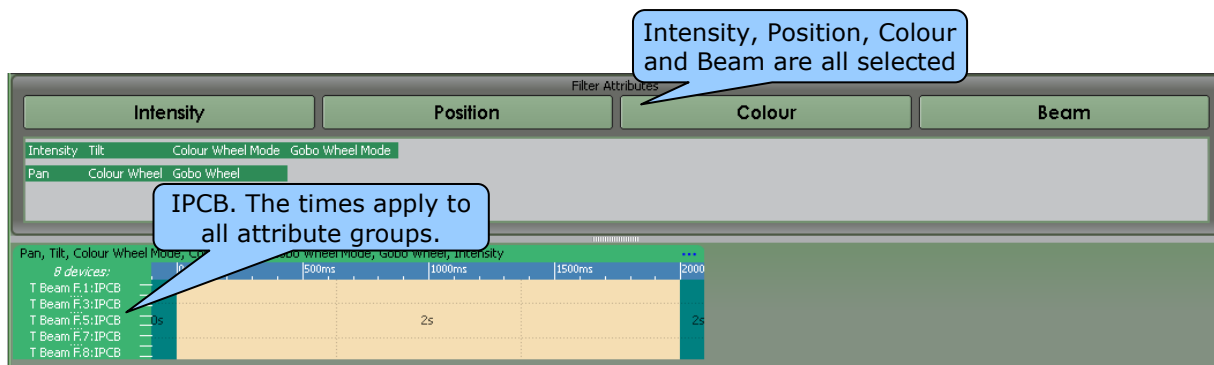 Intensity, Position, Colour
and Beam are all selected
Filter Attributes
Intensity Position Colour Beam
Intensity Tilt Colour Wheel Mode Gobo Wheel Mode
Pan Colour Wheel Gobo Wheel
IPCB. The times apply to
all attribute groups.
Pan, Tilt, Colour Wheel Mode, Gobo Wheel Mode, Gobo Wheel, Intensity ...
8 devices: 500ms 1000ms 1500ms 2000
T Beam F.1:IPCB
T Beam F.3:IPCB
T Beam F.5:IPCB 0s 2s 2s
T Beam F.7:IPCB
T Beam F.8:IPCB